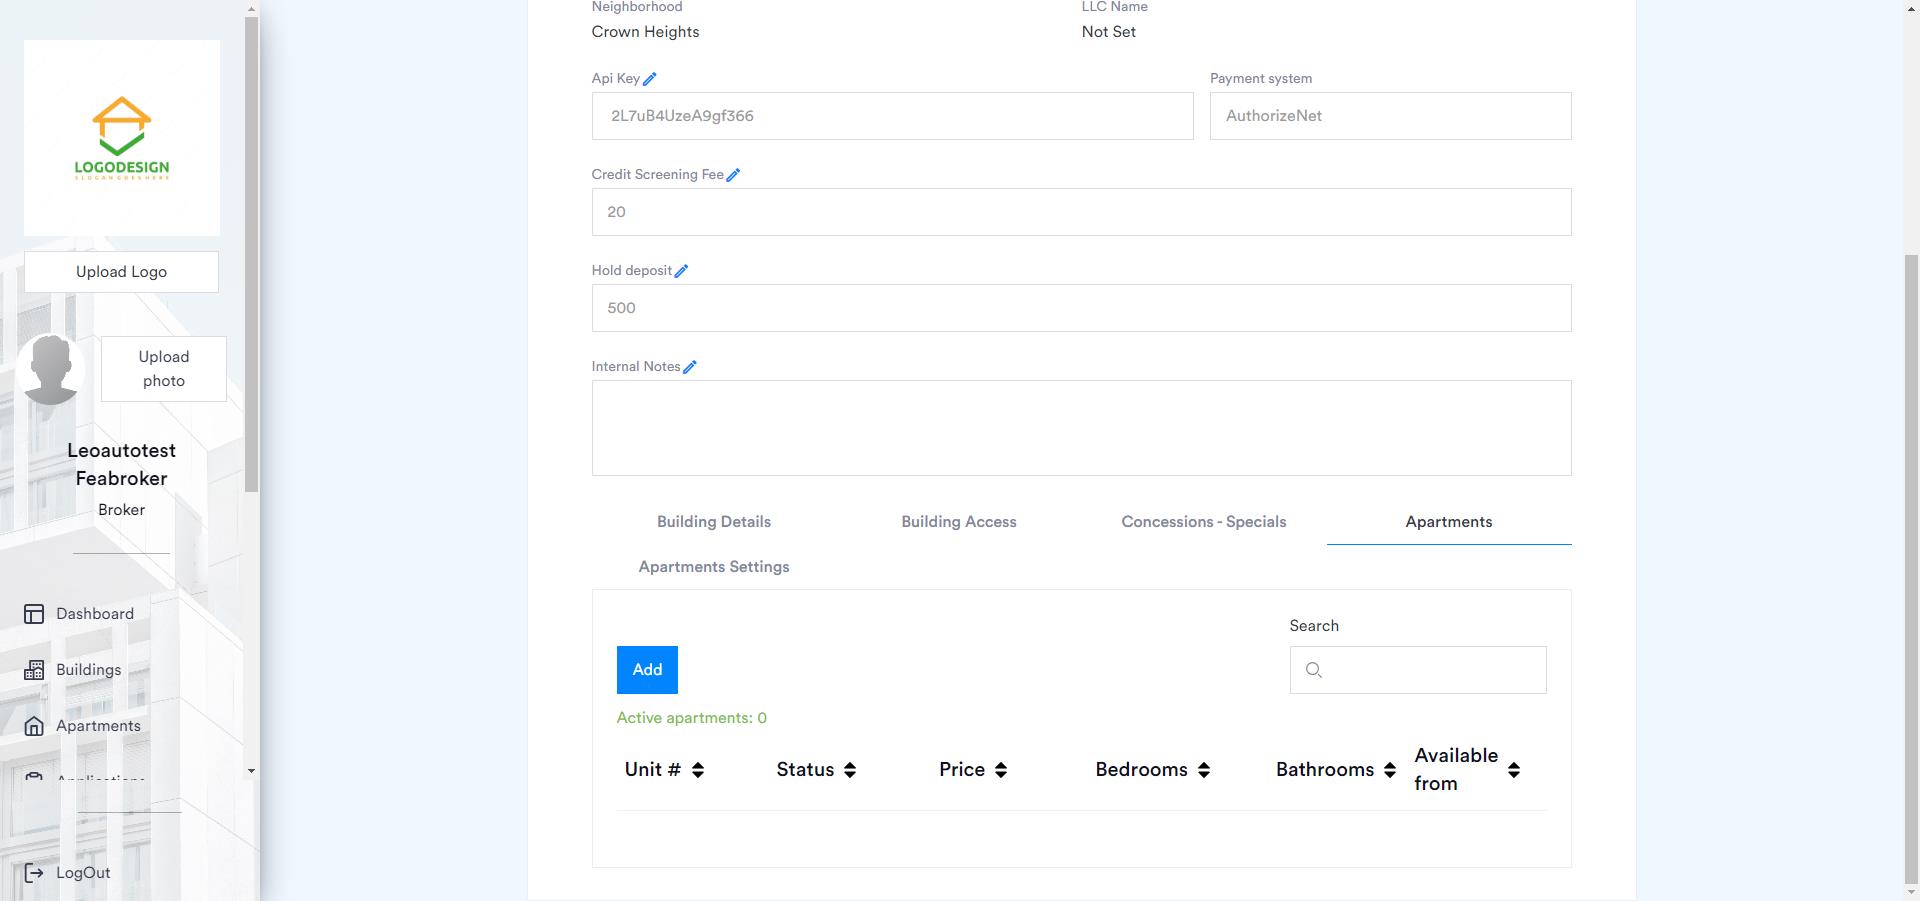 LOGODESIGN
SLOGANGOESHERE
Upload Logo
Upload
photo
Leoautotest
Feabroker
Broker
Dashboard
Buildings
Apartments
Applications
LogOut
Neighborhood
Crown Heights
LLC Name
Not Set
Api Key
2L7uB4UzeA9gf366
Payment system
AuthorizeNet
Credit Screening Fee
20
Hold deposit
500
Internal Notes
Building Details
Building Access
Concessions - Specials
Apartments
Apartments Settings
Search
Add
Active apartments: 0
Unit #
Status
Price
Bedrooms
Bathrooms
Available
from